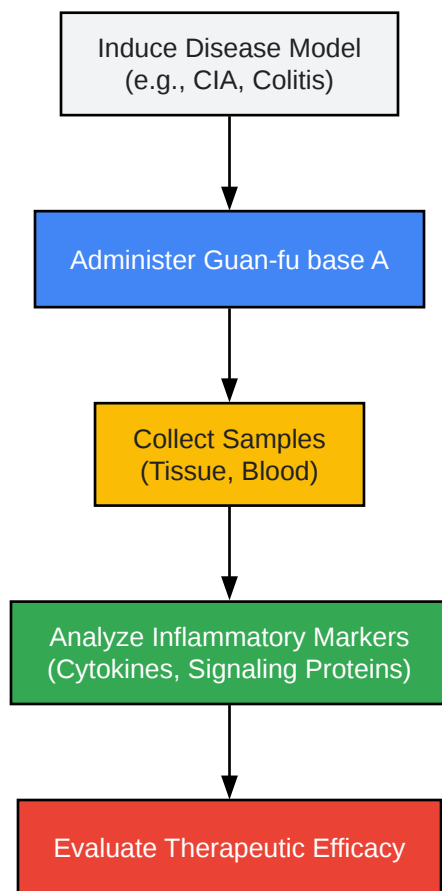 Induce Disease Model
(e.g., CIA, Colitis)
Administer Guan-fu base A
Collect Samples
(Tissue, Blood)
Analyze Inflammatory Markers
(Cytokines, Signaling Proteins)
Evaluate Therapeutic Efficacy